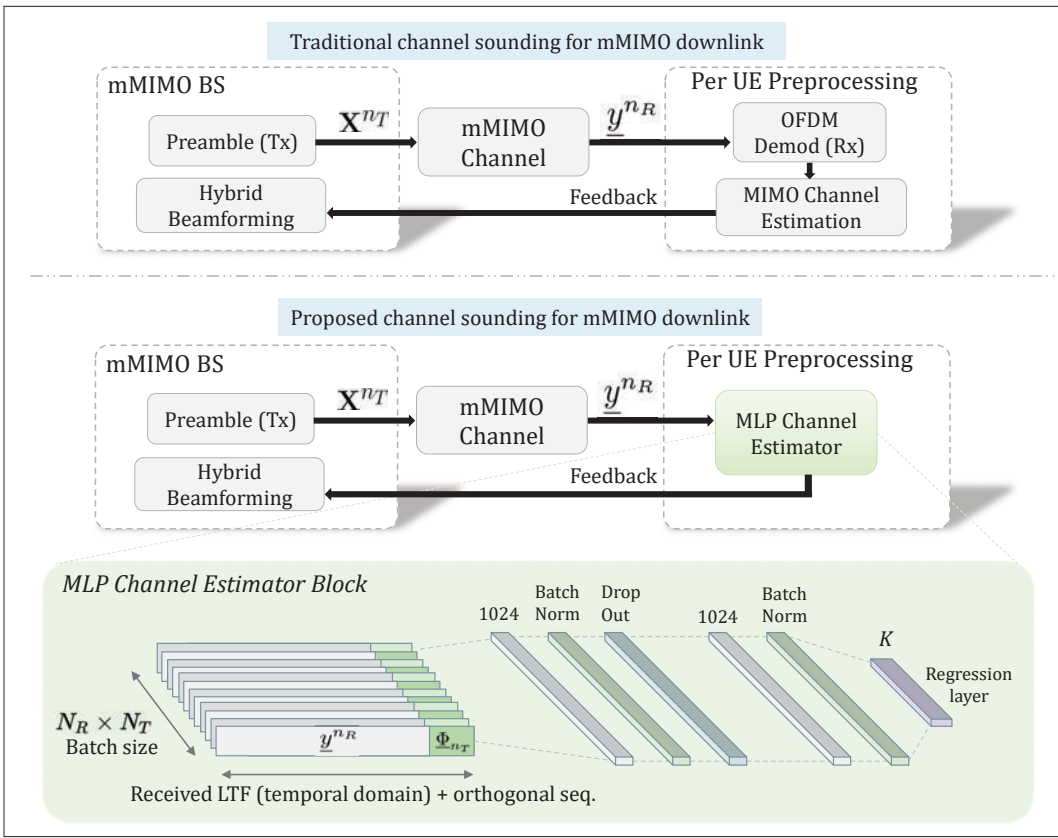 Traditional channel sounding for mMIMO downlink
mMIMO BS
Per UE Preprocessing
Preamble (Tx)
𝐗^{n_T}
mMIMO
Channel
y̲^{n_R}
OFDM
Demod (Rx)
Hybrid
Beamforming
Feedback
MIMO Channel
Estimation
Proposed channel sounding for mMIMO downlink
mMIMO BS
Per UE Preprocessing
Preamble (Tx)
𝐗^{n_T}
mMIMO
Channel
y̲^{n_R}
MLP Channel
Estimator
Hybrid
Beamforming
Feedback
MLP Channel Estimator Block
1024
Batch
Norm
Drop
Out
1024
Batch
Norm
K
Regression
layer
N_R × N_T
Batch size
y̲^{n_R}
Φ̲_{n_T}
Received LTF (temporal domain) + orthogonal seq.